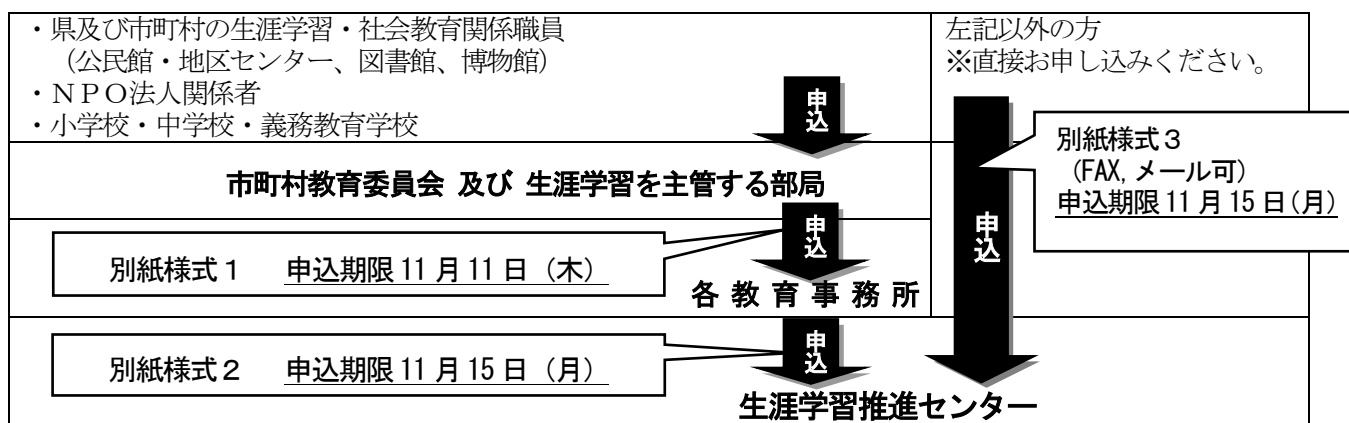 ・県及び市町村の生涯学習・社会教育関係職員
（公民館・地区センター、図書館、博物館）
・ＮＰＯ法人関係者
・小学校・中学校・義務教育学校
申込
左記以外の方
※直接お申し込みください。
別紙様式３
（FAX, メール可）
申込期限 11 月 15 日（月）
申込
市町村教育委員会 及び 生涯学習を主管する部局
申込
別紙様式１　申込期限 11 月 11 日（木）
各教育事務所
申込
別紙様式２　申込期限 11 月 15 日（月）
生涯学習推進センター